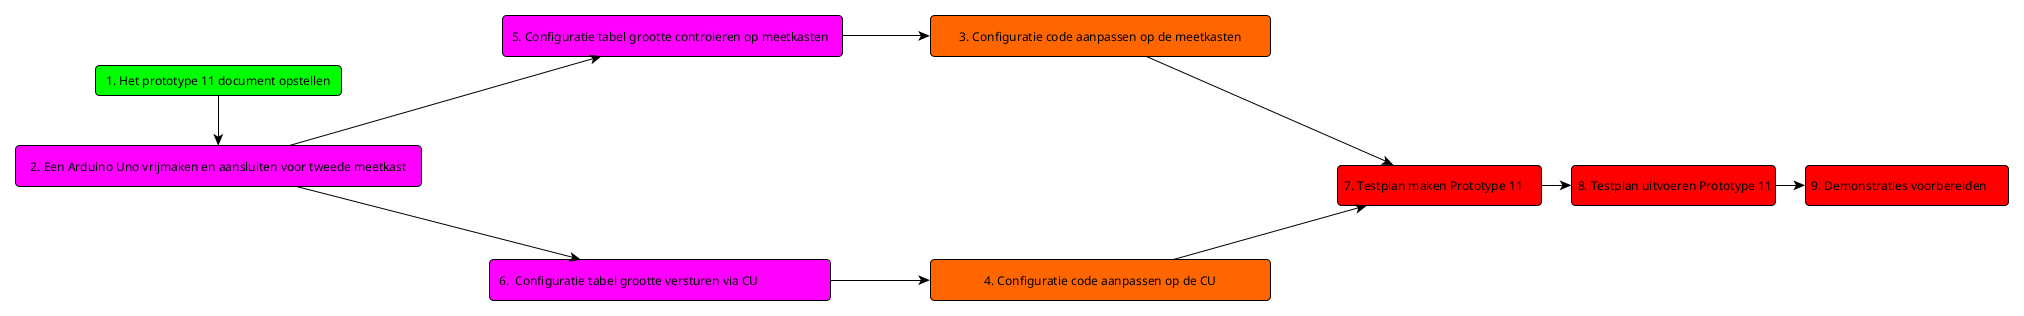 1. Het prototype 11 document opstellen
2. Een Arduino Uno vrijmaken en aansluiten voor tweede meetkast
5. Configuratie tabel grootte controleren op meetkasten
3. Configuratie code aanpassen op de meetkasten
6. Configuratie tabel grootte versturen via CU
4. Configuratie code aanpassen op de CU
7. Testplan maken Prototype 11
8. Testplan uitvoeren Prototype 11
9. Demonstraties voorbereiden